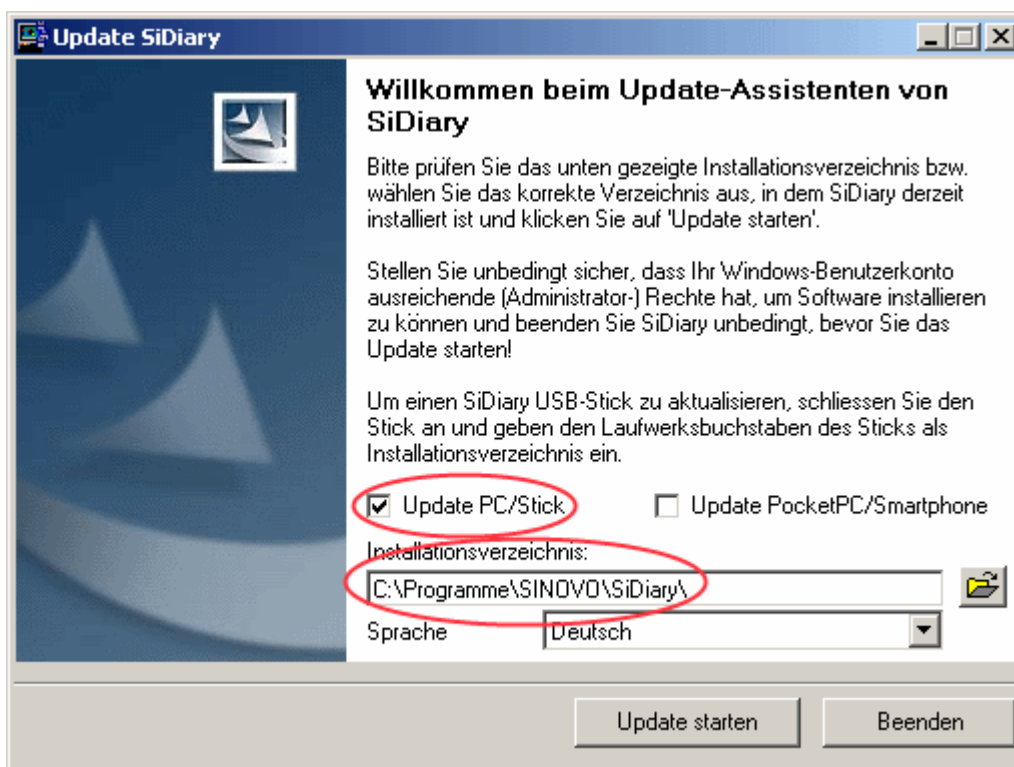 Update SiDiary
Willkommen beim Update-Assistenten von
SiDiary
Bitte prüfen Sie das unten gezeigte Installationsverzeichnis bzw.
wählen Sie das korrekte Verzeichnis aus, in dem SiDiary derzeit
installiert ist und klicken Sie auf 'Update starten'.
Stellen Sie unbedingt sicher, dass Ihr Windows-Benutzerkonto
ausreichende (Administrator-) Rechte hat, um Software installieren
zu können und beenden Sie SiDiary unbedingt, bevor Sie das
Update starten!
Um einen SiDiary USB-Stick zu aktualisieren, schliessen Sie den
Stick an und geben den Laufwerksbuchstaben des Sticks als
Installationsverzeichnis ein.
Update PC/Stick Update PocketPC/Smartphone
Installationsverzeichnis:
C:\Programme\SINOVO\SiDiary\
Sprache Deutsch
Update starten Beenden